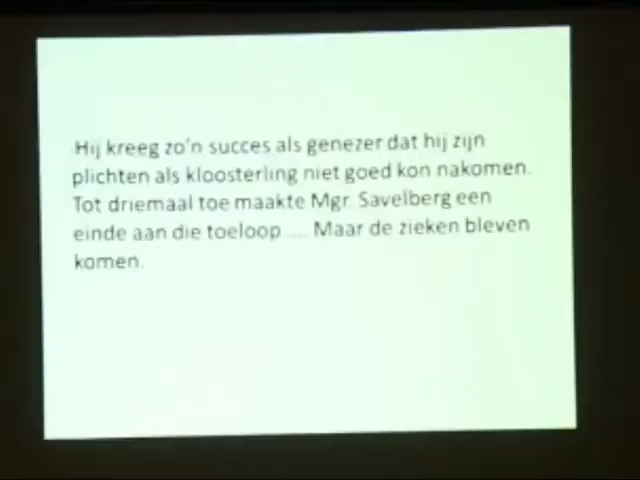 Hij kreeg zo'n succes als genezer dat hij zijn
plichten als kloosterling niet goed kon nakomen.
Tot driemaal toe maakte Mgr. Savelberg een
einde aan die toeloop .... Maar de zieken bleven
komen.